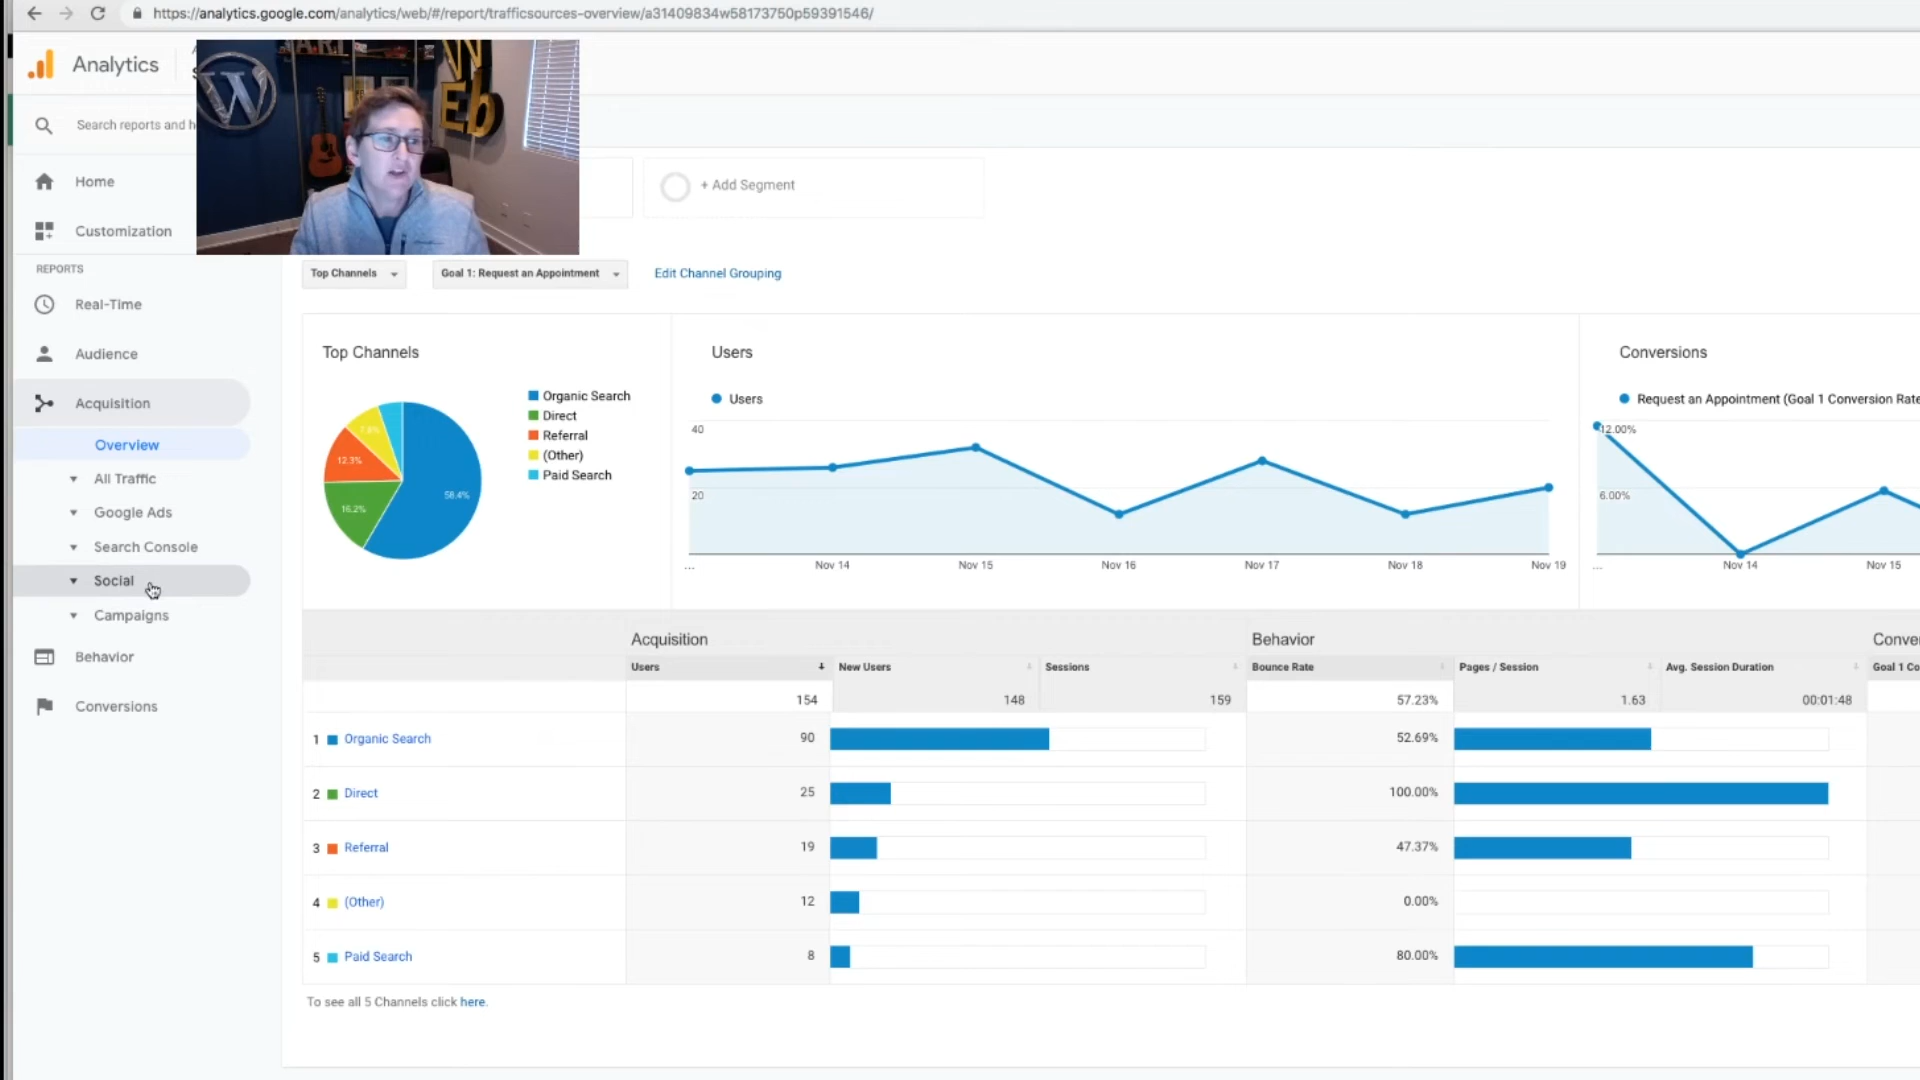 https://analytics.google.com/analytics/web/#/report/trafficsources-overview/a31409834w58173750p59391546/
Analytics
ART
W
Eb
Search reports and h
Home
+ Add Segment
Customization
REPORTS
Top Channels
Goal 1: Request an Appointment
Edit Channel Grouping
Real-Time
Audience
Acquisition
Overview
All Traffic
Google Ads
Search Console
Social
Campaigns
Behavior
Conversions
Top Channels
Organic Search
Direct
Referral
(Other)
Paid Search
7.8%
12.3%
58.4%
16.2%
Users
Users
40
20
...
Nov 14
Nov 15
Nov 16
Nov 17
Nov 18
Nov 19
Conversions
Request an Appointment (Goal 1 Conversion Rate
12.00%
6.00%
...
Nov 14
Nov 15
Acquisition
Behavior
Conver
Users
New Users
Sessions
Bounce Rate
Pages / Session
Avg. Session Duration
Goal 1 Co
154
148
159
57.23%
1.63
00:01:48
1 Organic Search 90 52.69%
2 Direct 25 100.00%
3 Referral 19 47.37%
4 (Other) 12 0.00%
5 Paid Search 8 80.00%
To see all 5 Channels click here.